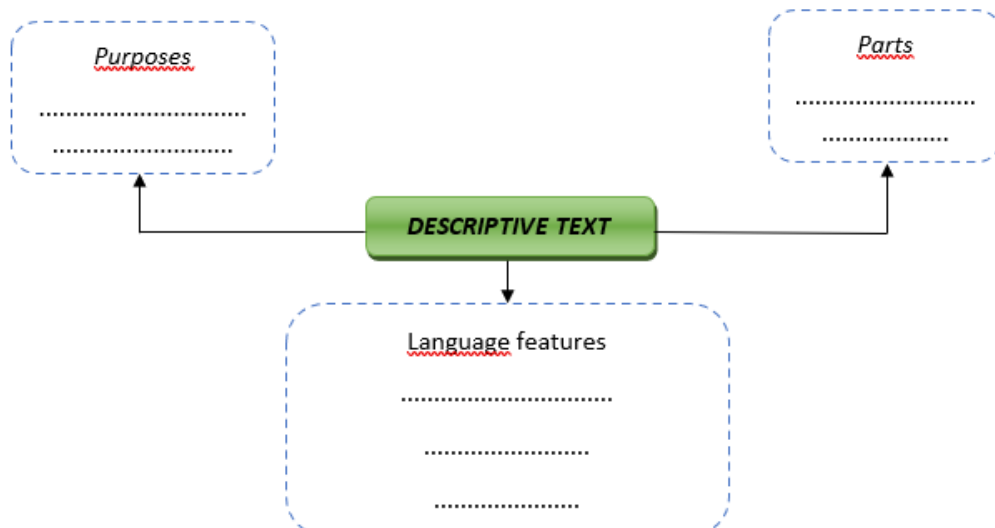 Purposes
...............................
...........................
Parts
...........................
...................
DESCRIPTIVE TEXT
Language features
................................
.........................
......................